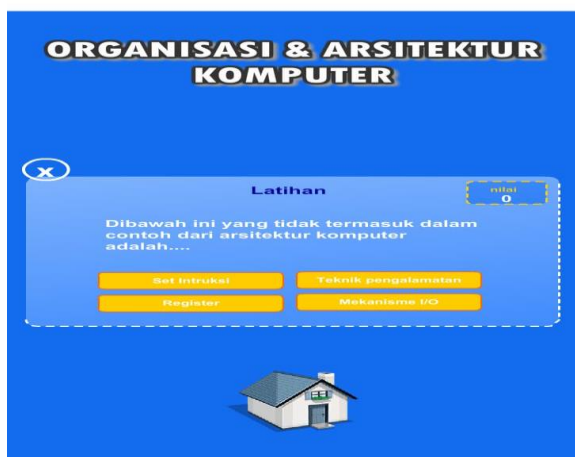 ORGANISASI & ARSITEKTUR
KOMPUTER
X
Latihan
nilai
0
Dibawah ini yang tidak termasuk dalam
contoh dari arsitektur komputer
adalah....
Set Intruksi
Teknik pengalamatan
Register
Mekanisme I/O